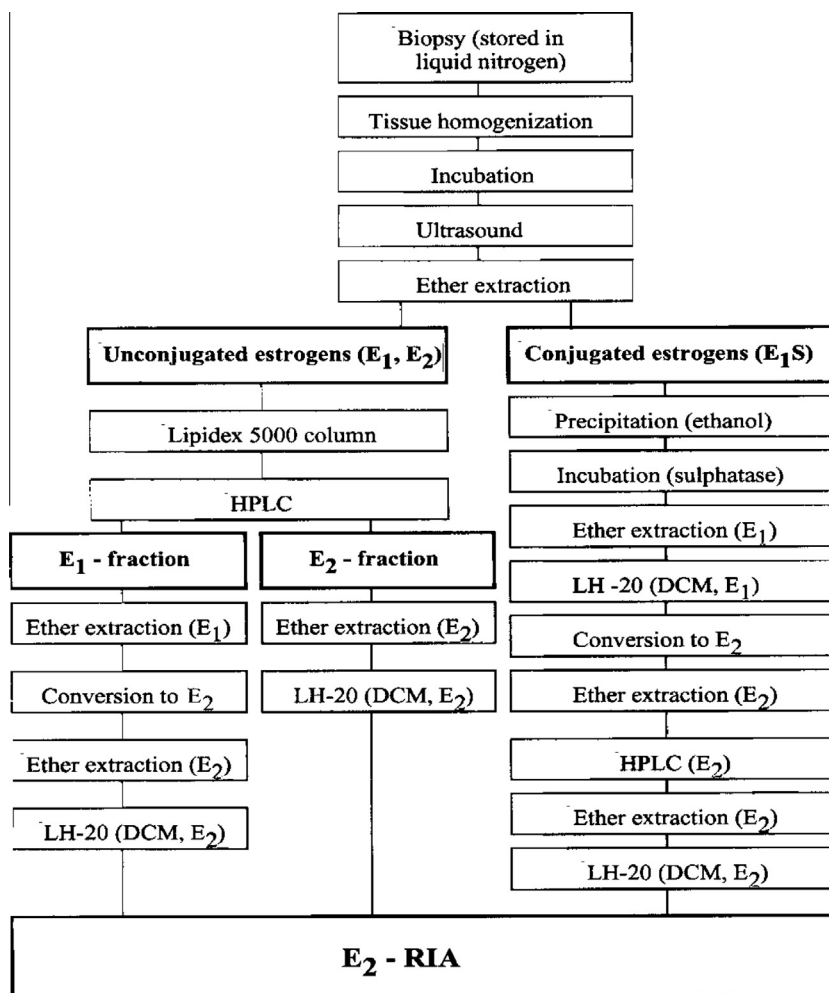 Biopsy (stored in
liquid nitrogen)
Tissue homogenization
Incubation
Ultrasound
Ether extraction
Unconjugated estrogens (E₁, E₂)
Lipidex 5000 column
HPLC
E₁ - fraction
Ether extraction (E₁)
Conversion to E₂
Ether extraction (E₂)
LH-20 (DCM, E₂)
E₂ - fraction
Ether extraction (E₂)
LH-20 (DCM, E₂)
Conjugated estrogens (E₁S)
Precipitation (ethanol)
Incubation (sulphatase)
Ether extraction (E₁)
LH -20 (DCM, E₁)
Conversion to E₂
Ether extraction (E₂)
HPLC (E₂)
Ether extraction (E₂)
LH-20 (DCM, E₂)
E₂ - RIA